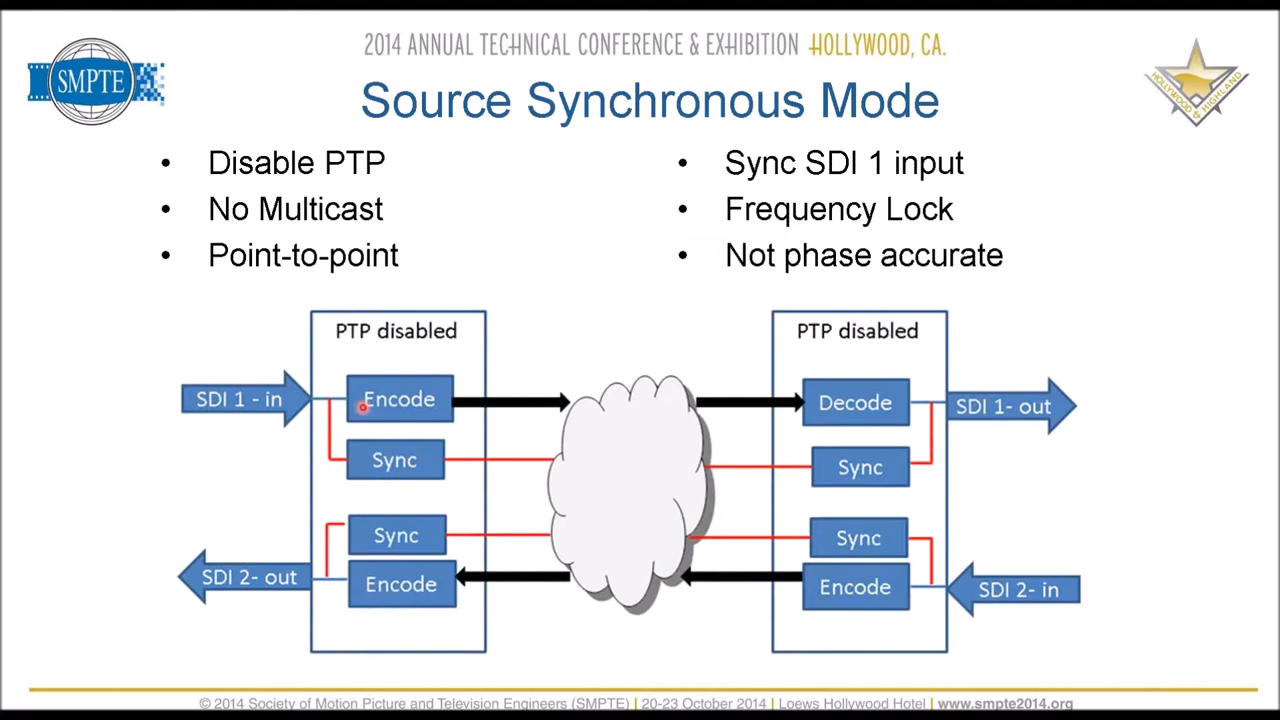 2014 ANNUAL TECHNICAL CONFERENCE & EXHIBITION HOLLYWOOD, CA.
SMPTE
HOLLYWOOD & HIGHLAND
Source Synchronous Mode
• Disable PTP
• No Multicast
• Point-to-point
• Sync SDI 1 input
• Frequency Lock
• Not phase accurate
PTP disabled
PTP disabled
SDI 1 - in
Encode
Decode
SDI 1- out
Sync
Sync
Sync
Sync
SDI 2- out
Encode
Encode
SDI 2- in
© 2014 Society of Motion Picture and Television Engineers (SMPTE) | 20-23 October 2014 | Loews Hollywood Hotel | www.smpte2014.org